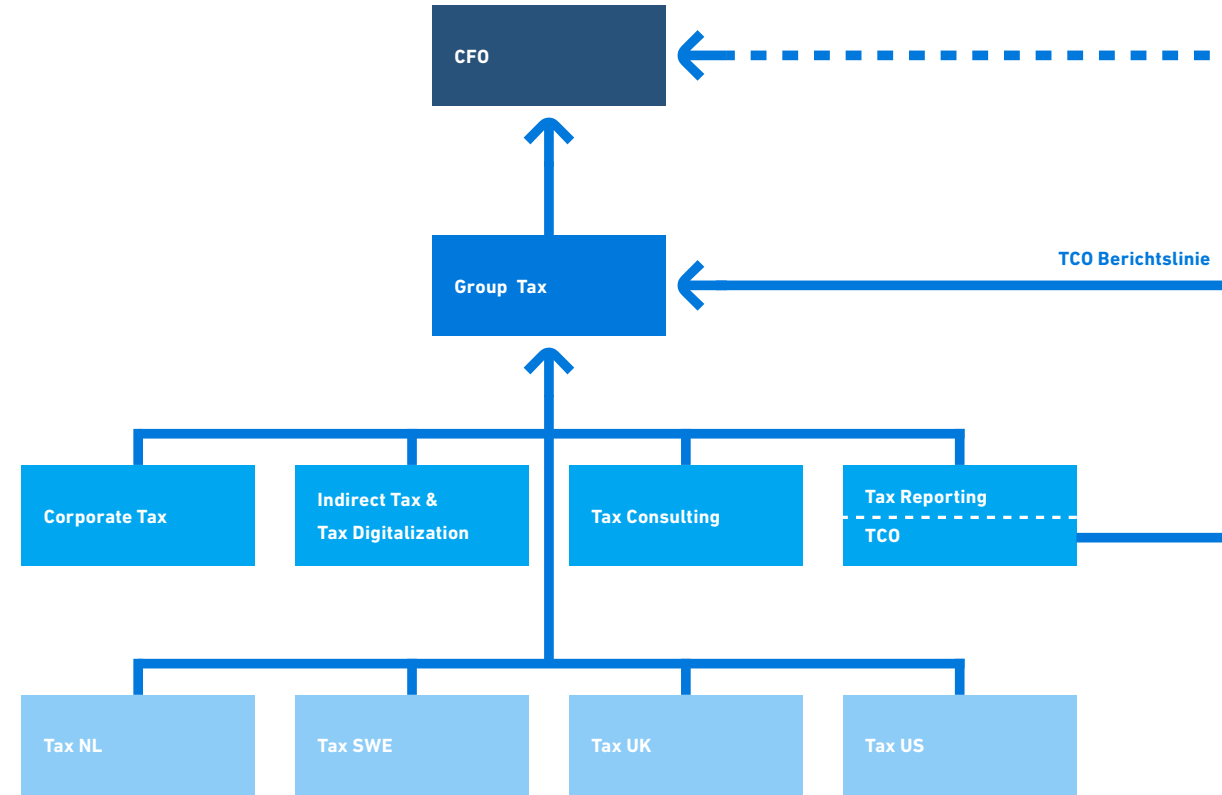 CFO
TCO Berichtslinie
Group Tax
Corporate Tax
Indirect Tax &
Tax Digitalization
Tax Consulting
Tax Reporting
TCO
Tax NL
Tax SWE
Tax UK
Tax US